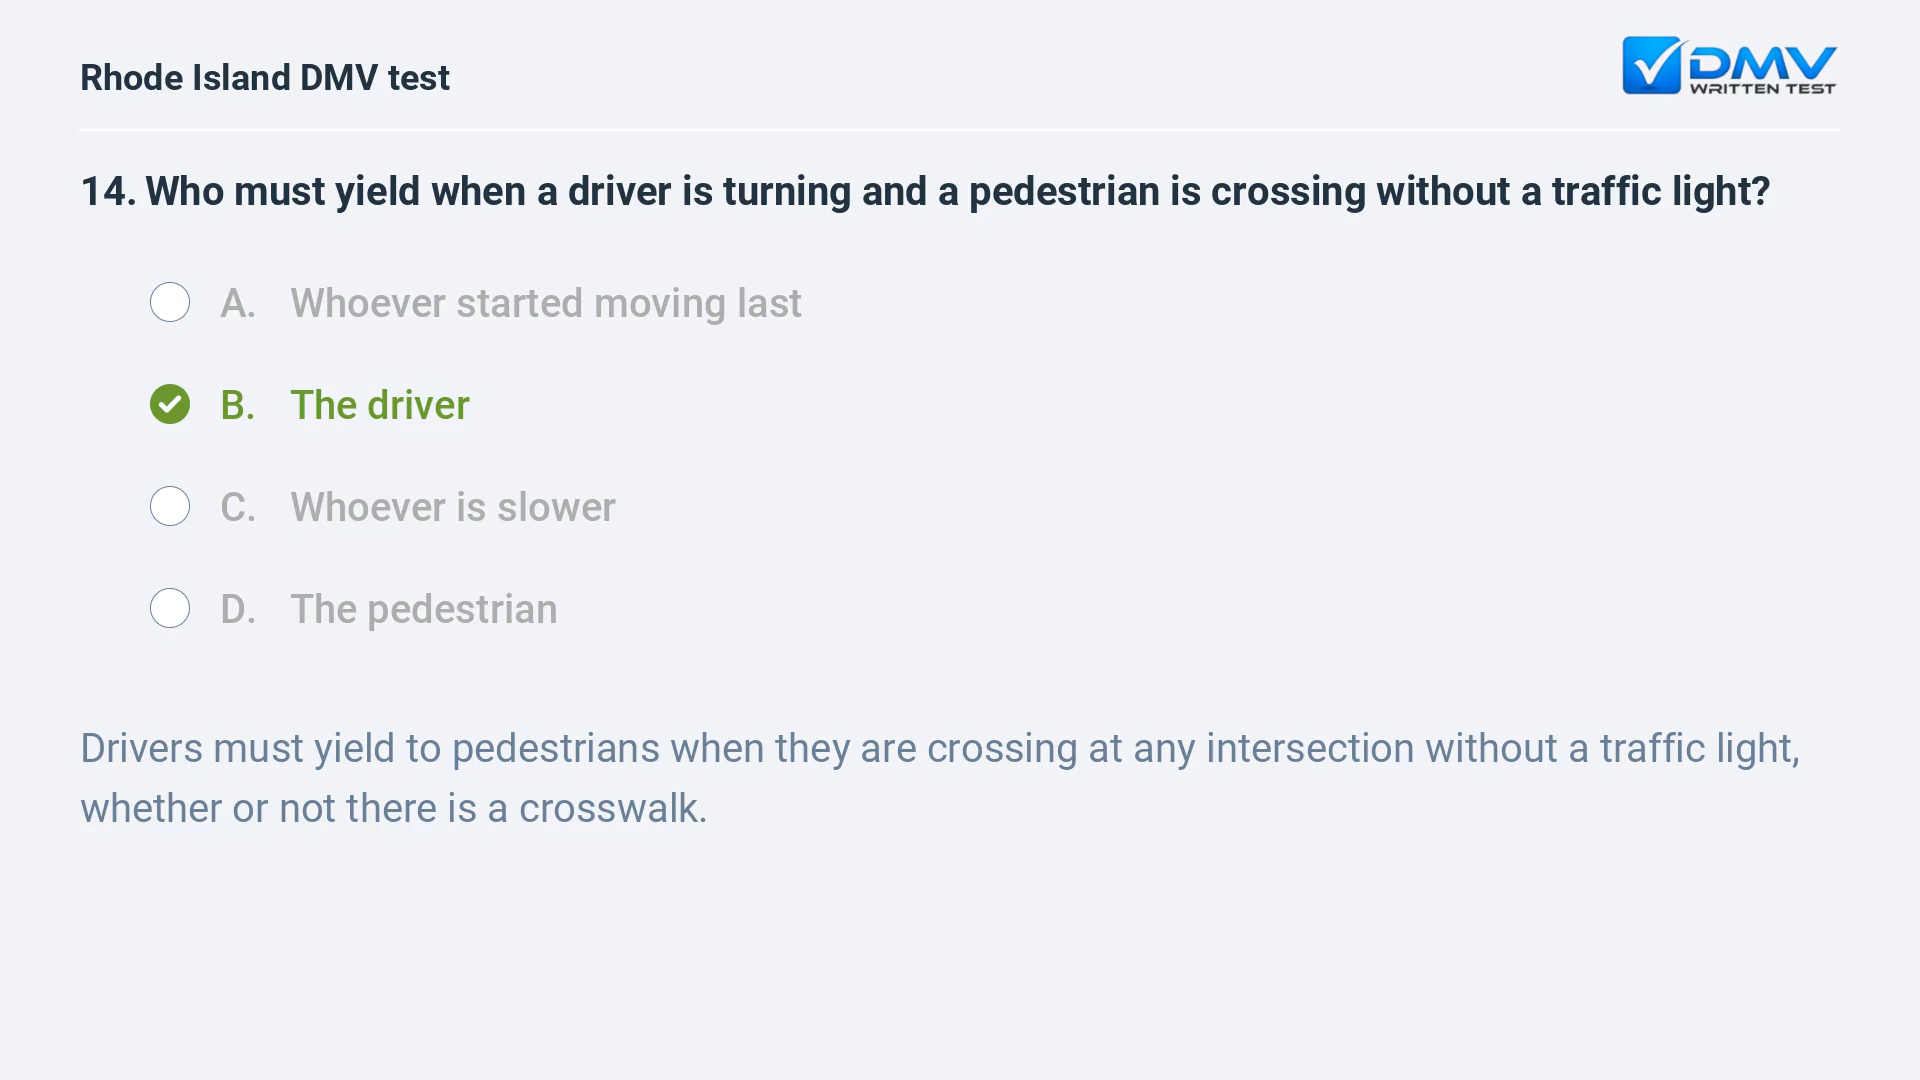 Rhode Island DMV test
DMV
WRITTEN TEST
14. Who must yield when a driver is turning and a pedestrian is crossing without a traffic light?
A. Whoever started moving last
B. The driver
C. Whoever is slower
D. The pedestrian
Drivers must yield to pedestrians when they are crossing at any intersection without a traffic light,
whether or not there is a crosswalk.